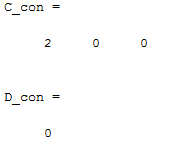 C_con =
2 0 0
D_con =
0